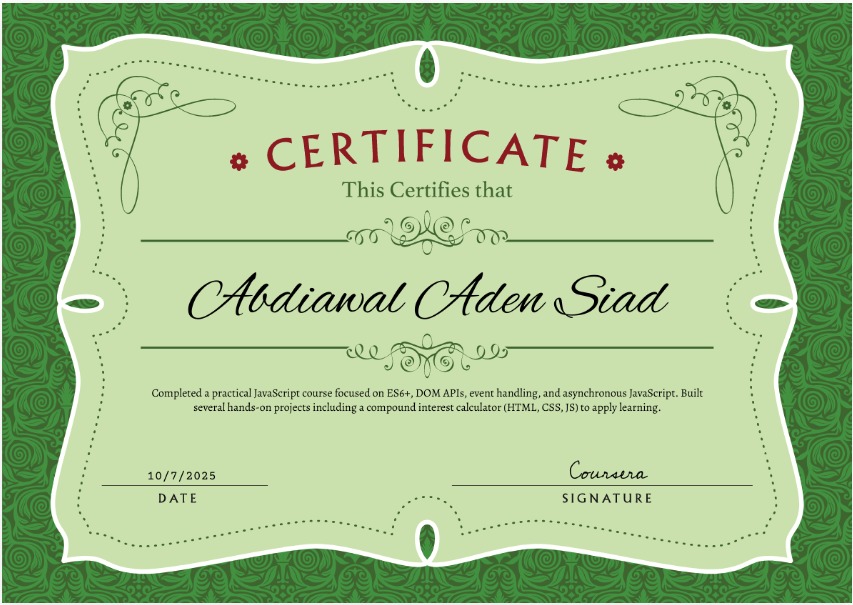 CERTIFICATE
This Certifies that
Abdiawal Aden Siad
Completed a practical JavaScript course focused on ES6+, DOM APIs, event handling, and asynchronous JavaScript. Built
several hands-on projects including a compound interest calculator (HTML, CSS, JS) to apply learning.
10/7/2025
DATE
Coursera
SIGNATURE